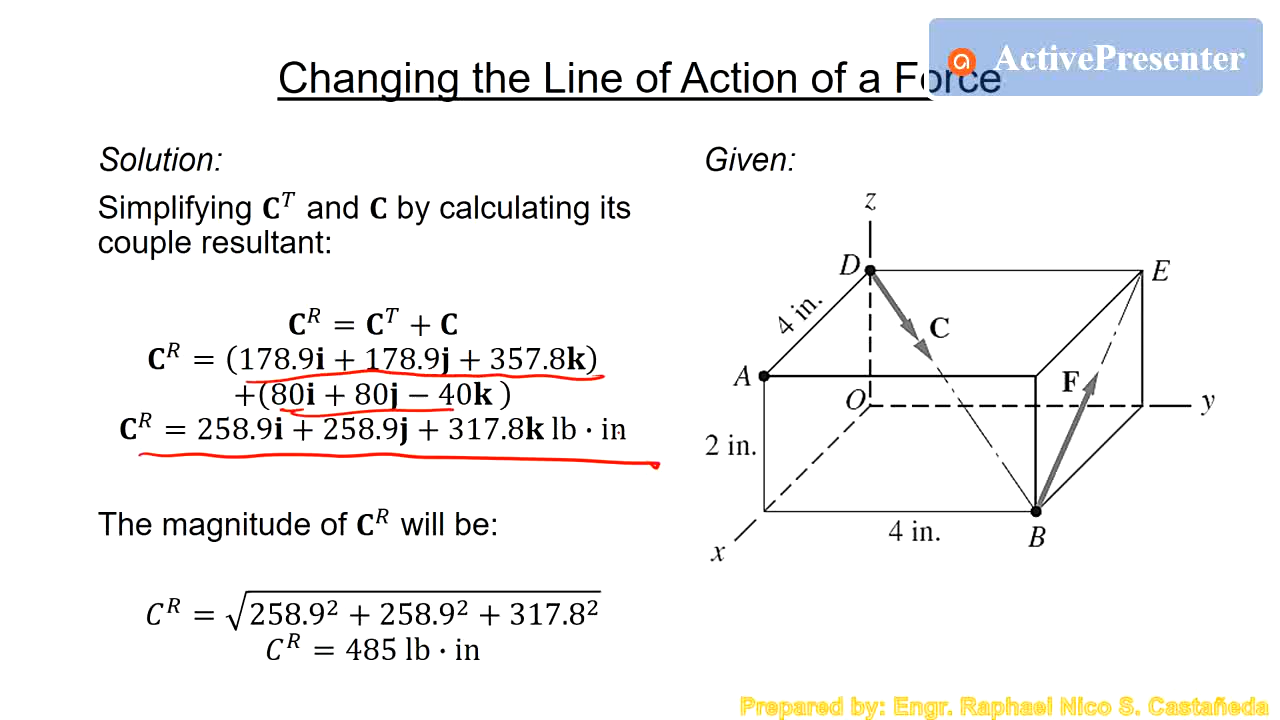 ActivePresenter
Changing the Line of Action of a Force
Solution:
Simplifying 𝐂ᵀ and 𝐂 by calculating its
couple resultant:
𝐂ᴿ = 𝐂ᵀ + 𝐂
𝐂ᴿ = (178.9𝐢 + 178.9𝐣 + 357.8𝐤)
+(80𝐢 + 80𝐣 − 40𝐤 )
𝐂ᴿ = 258.9𝐢 + 258.9𝐣 + 317.8𝐤 lb · in
The magnitude of 𝐂ᴿ will be:
𝐶ᴿ = √258.9² + 258.9² + 317.8²
𝐶ᴿ = 485 lb · in
Given:
z
D
E
4 in.
C
A
F
O
y
2 in.
4 in.
B
x
Prepared by: Engr. Raphael Nico S. Castañeda